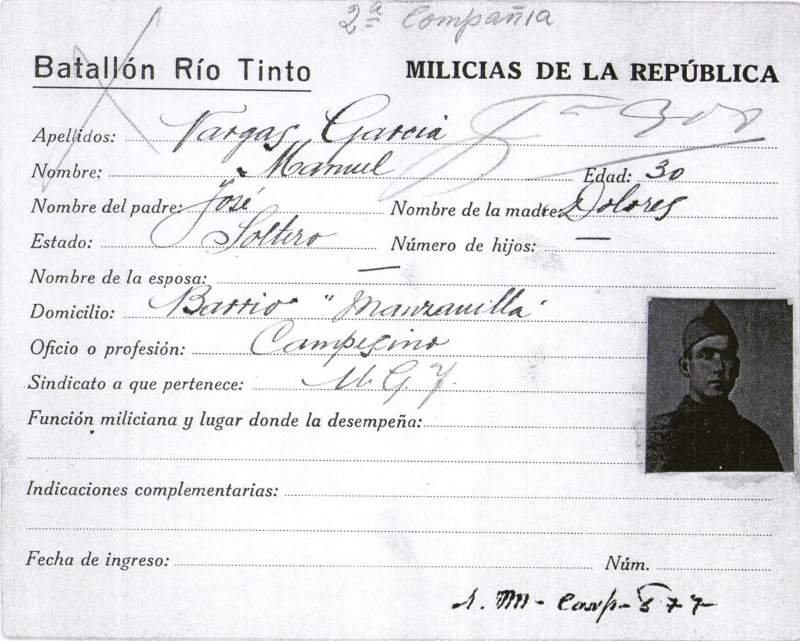 2ª Compañia
Batallón Río Tinto MILICIAS DE LA REPÚBLICA
Apellidos: Vargas Garcia
Nombre: Manuel Edad: 30
Nombre del padre: José Nombre de la madre: Dolores
Estado: Soltero Número de hijos: —
Nombre de la esposa: —
Domicilio: Barrio "Manzanilla"
Oficio o profesión: Campesino
Sindicato a que pertenece: U. G. T.
Función miliciana y lugar donde la desempeña:
Indicaciones complementarias:
Fecha de ingreso: Núm.